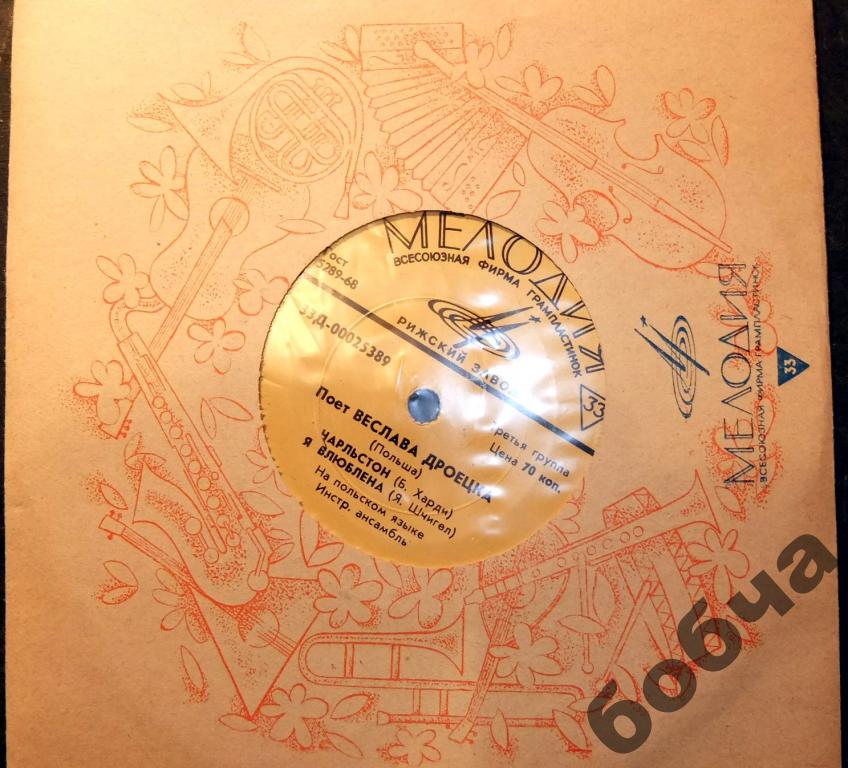 МЕЛОДИЯ
ВСЕСОЮЗНАЯ ФИРМА ГРАМПЛАСТИНОК
ГОСТ
5289-68
33Д-00025389
РИЖСКИЙ ЗАВОД
33
Третья группа
Цена 70 коп.
Поет ВЕСЛАВА ДРОЕЦКА
(Польша)
ЧАРЛЬСТОН (Б. Харди)
Я ВЛЮБЛЕНА (Я. Шчигел)
На польском языке
Инстр. ансамбль
МЕЛОДИЯ
ВСЕСОЮЗНАЯ ФИРМА ГРАМПЛАСТИНОК
33
бобча